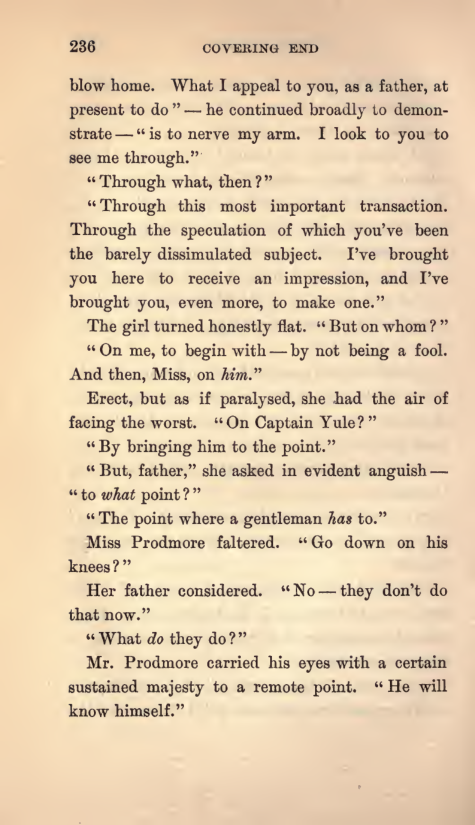 236
COVERING END
blow home. What I appeal to you, as a father, at
present to do” — he continued broadly to demon-
strate — “is to nerve my arm. I look to you to
see me through.”
“Through what, then?”
“Through this most important transaction.
Through the speculation of which you’ve been
the barely dissimulated subject. I’ve brought
you here to receive an impression, and I’ve
brought you, even more, to make one.”
The girl turned honestly flat. “But on whom?”
“On me, to begin with — by not being a fool.
And then, Miss, on him.”
Erect, but as if paralysed, she had the air of
facing the worst. “On Captain Yule?”
“By bringing him to the point.”
“But, father,” she asked in evident anguish —
“to what point?”
“The point where a gentleman has to.”
Miss Prodmore faltered. “Go down on his
knees?”
Her father considered. “No — they don’t do
that now.”
“What do they do?”
Mr. Prodmore carried his eyes with a certain
sustained majesty to a remote point. “He will
know himself.”